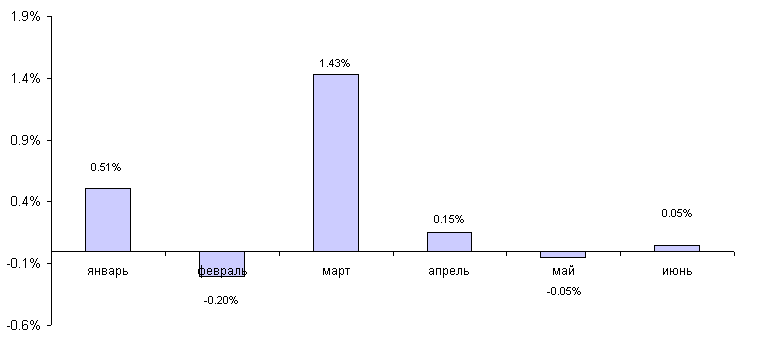 1.9%
1.4%
0.9%
0.4%
-0.1%
-0.6%
0.51%
-0.20%
1.43%
0.15%
-0.05%
0.05%
январь
февраль
март
апрель
май
июнь